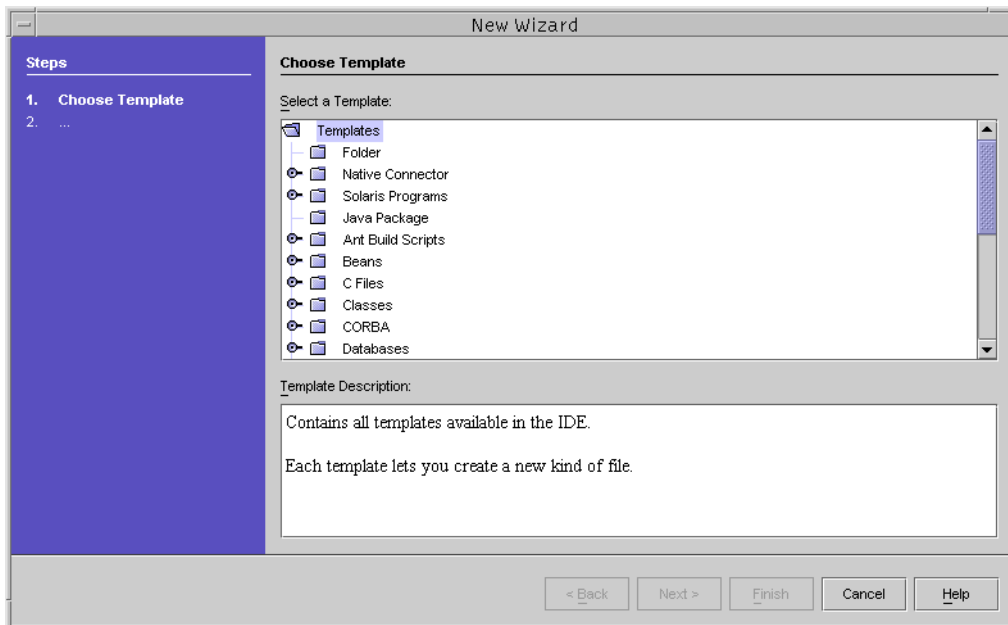 New Wizard
Steps
1. Choose Template
2. ...
Choose Template
Select a Template:
Templates
Folder
Native Connector
Solaris Programs
Java Package
Ant Build Scripts
Beans
C Files
Classes
CORBA
Databases
Template Description:
Contains all templates available in the IDE.
Each template lets you create a new kind of file.
< Back Next > Finish Cancel Help